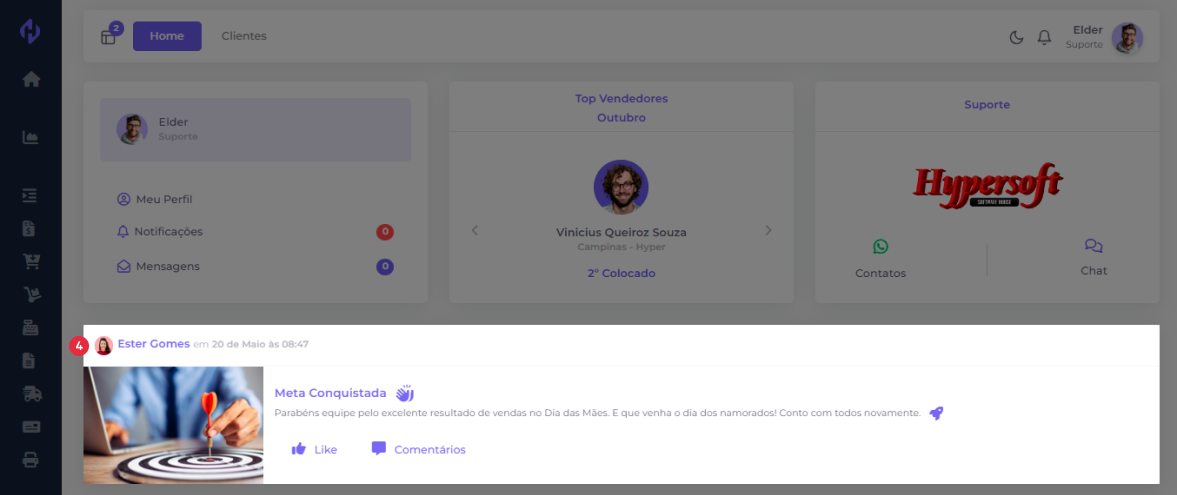 2
Home
Clientes
Elder
Suporte
Elder
Suporte
Meu Perfil
Notificações
0
Mensagens
0
Top Vendedores
Outubro
Vinicius Queiroz Souza
Campinas - Hyper
2º Colocado
Suporte
Hypersoft
SOFTWARE HOUSE
Contatos
Chat
4
Ester Gomes em 20 de Maio às 08:47
Meta Conquistada
Parabéns equipe pelo excelente resultado de vendas no Dia das Mães. E que venha o dia dos namorados! Conto com todos novamente.
Like
Comentários